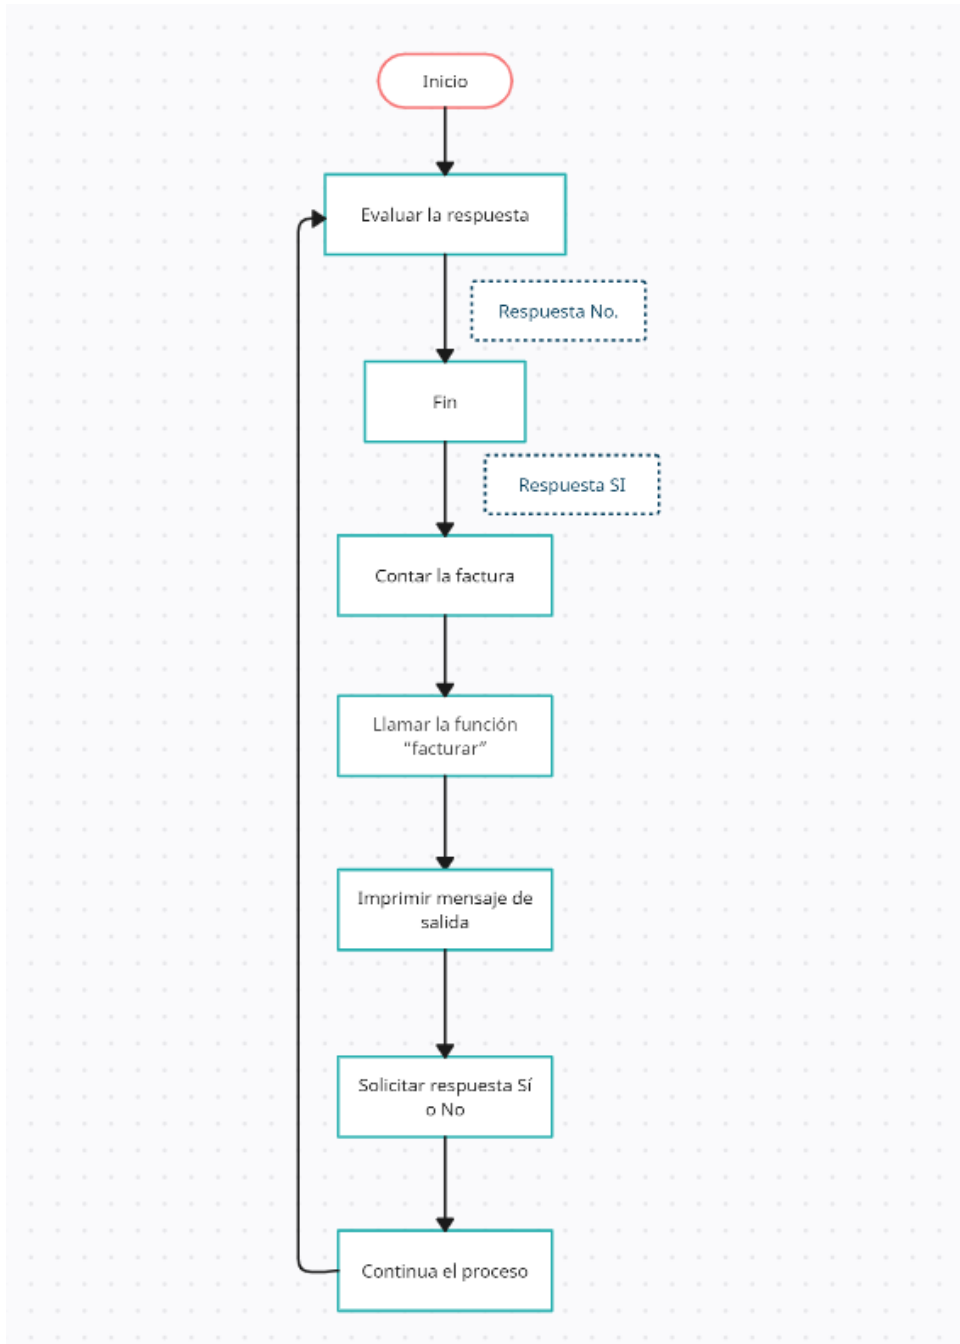 Inicio
Evaluar la respuesta
Respuesta No.
Fin
Respuesta SI
Contar la factura
Llamar la función
“facturar”
Imprimir mensaje de
salida
Solicitar respuesta Sí
o No
Continua el proceso